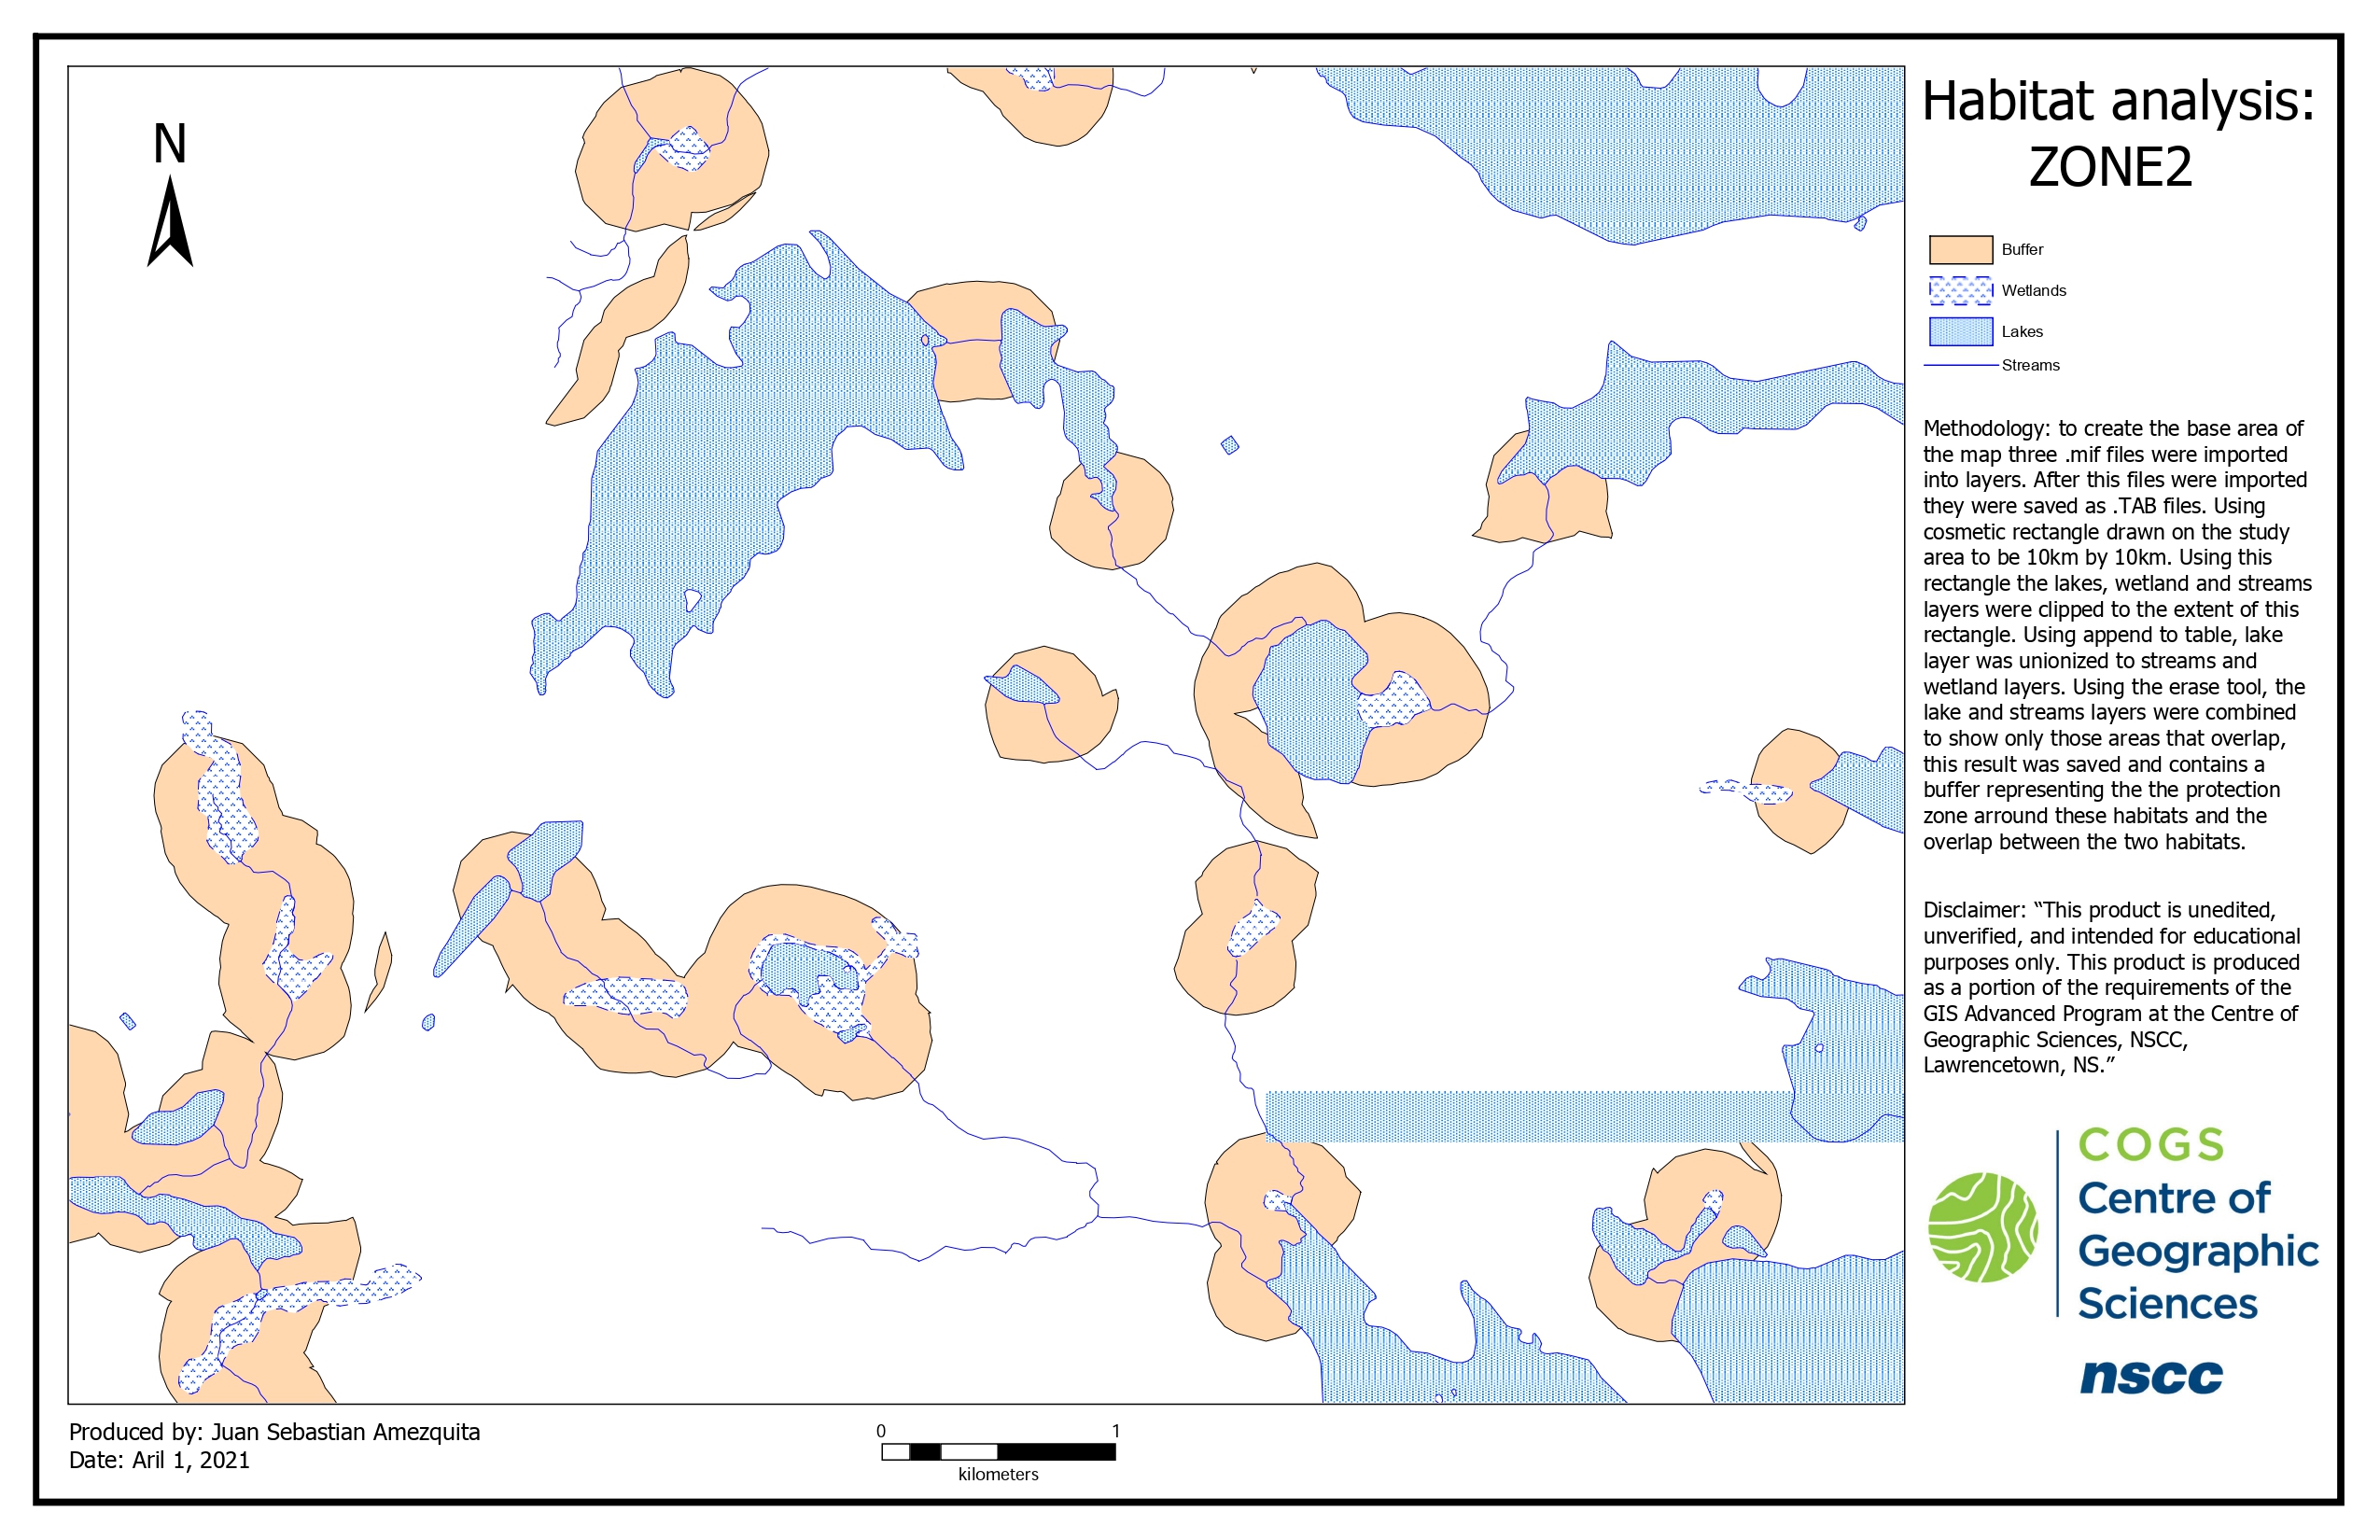 N
Habitat analysis:
ZONE2
Buffer
Wetlands
Lakes
Streams
Methodology: to create the base area of
the map three .mif files were imported
into layers. After this files were imported
they were saved as .TAB files. Using
cosmetic rectangle drawn on the study
area to be 10km by 10km. Using this
rectangle the lakes, wetland and streams
layers were clipped to the extent of this
rectangle. Using append to table, lake
layer was unionized to streams and
wetland layers. Using the erase tool, the
lake and streams layers were combined
to show only those areas that overlap,
this result was saved and contains a
buffer representing the the protection
zone arround these habitats and the
overlap between the two habitats.
Disclaimer: “This product is unedited,
unverified, and intended for educational
purposes only. This product is produced
as a portion of the requirements of the
GIS Advanced Program at the Centre of
Geographic Sciences, NSCC,
Lawrencetown, NS.”
COGS
Centre of
Geographic
Sciences
nscc
Produced by: Juan Sebastian Amezquita
Date: Aril 1, 2021
0 1
kilometers